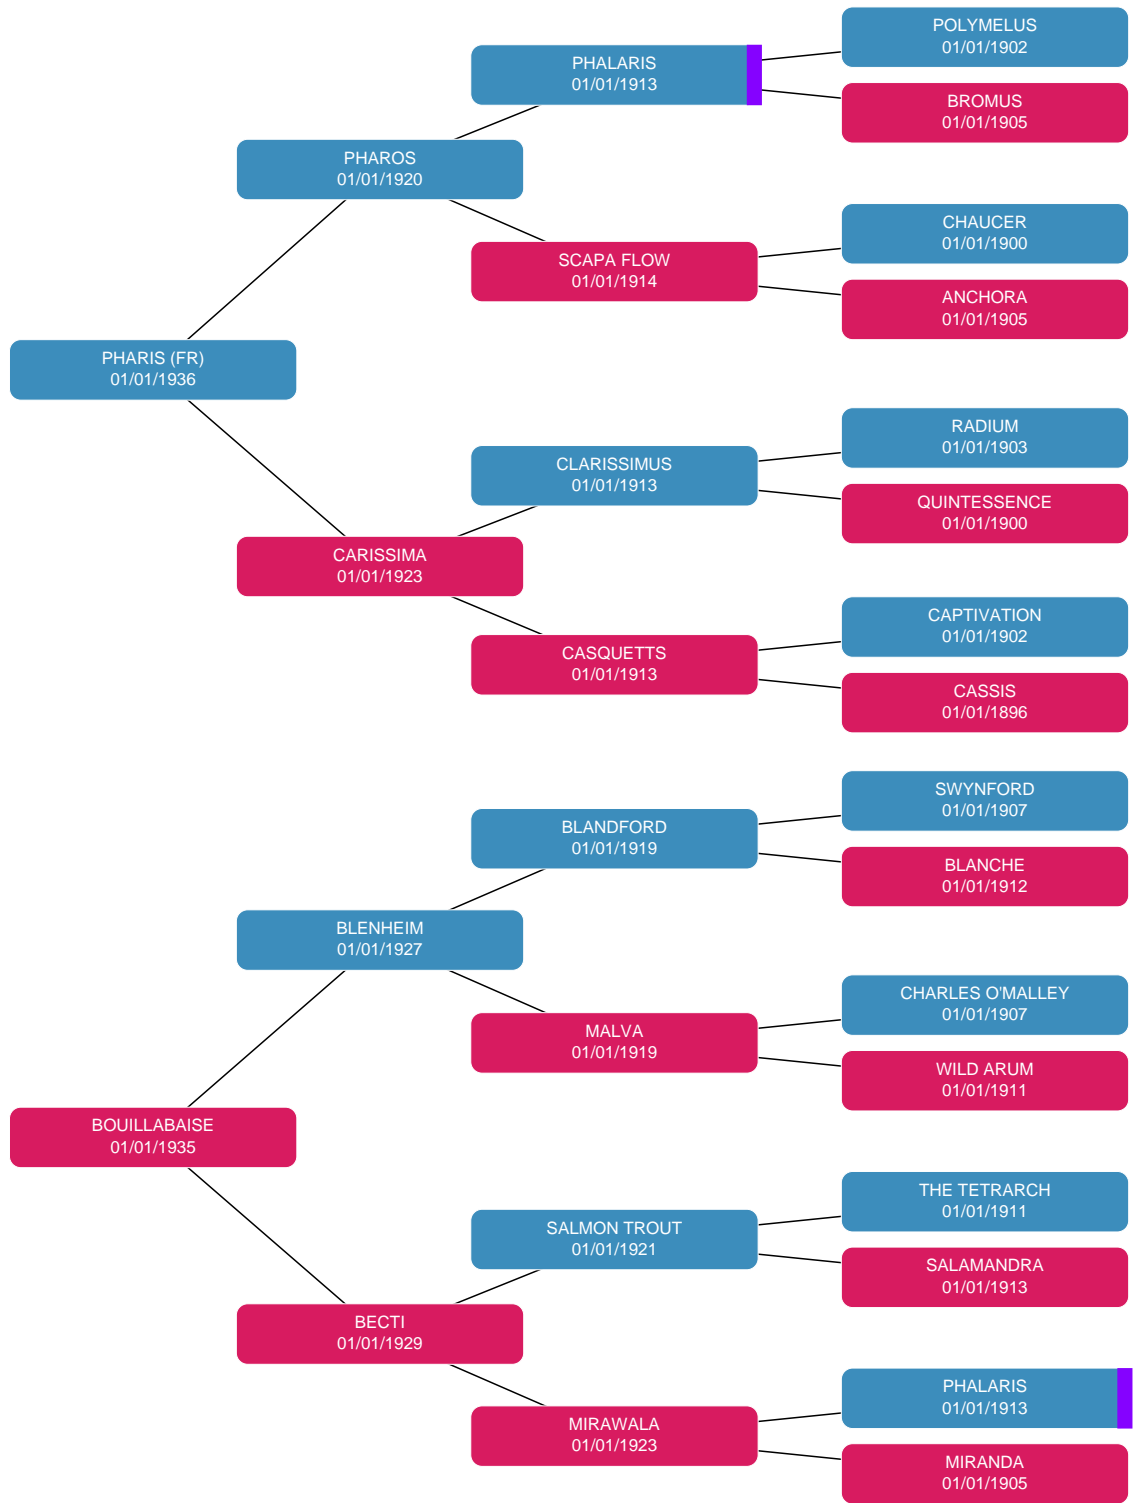 POLYMELUS
01/01/1902
PHALARIS
01/01/1913
BROMUS
01/01/1905
PHAROS
01/01/1920
CHAUCER
01/01/1900
SCAPA FLOW
01/01/1914
ANCHORA
01/01/1905
PHARIS (FR)
01/01/1936
RADIUM
01/01/1903
CLARISSIMUS
01/01/1913
QUINTESSENCE
01/01/1900
CARISSIMA
01/01/1923
CAPTIVATION
01/01/1902
CASQUETTS
01/01/1913
CASSIS
01/01/1896
SWYNFORD
01/01/1907
BLANDFORD
01/01/1919
BLANCHE
01/01/1912
BLENHEIM
01/01/1927
CHARLES O'MALLEY
01/01/1907
MALVA
01/01/1919
WILD ARUM
01/01/1911
BOUILLABAISE
01/01/1935
THE TETRARCH
01/01/1911
SALMON TROUT
01/01/1921
SALAMANDRA
01/01/1913
BECTI
01/01/1929
PHALARIS
01/01/1913
MIRAWALA
01/01/1923
MIRANDA
01/01/1905